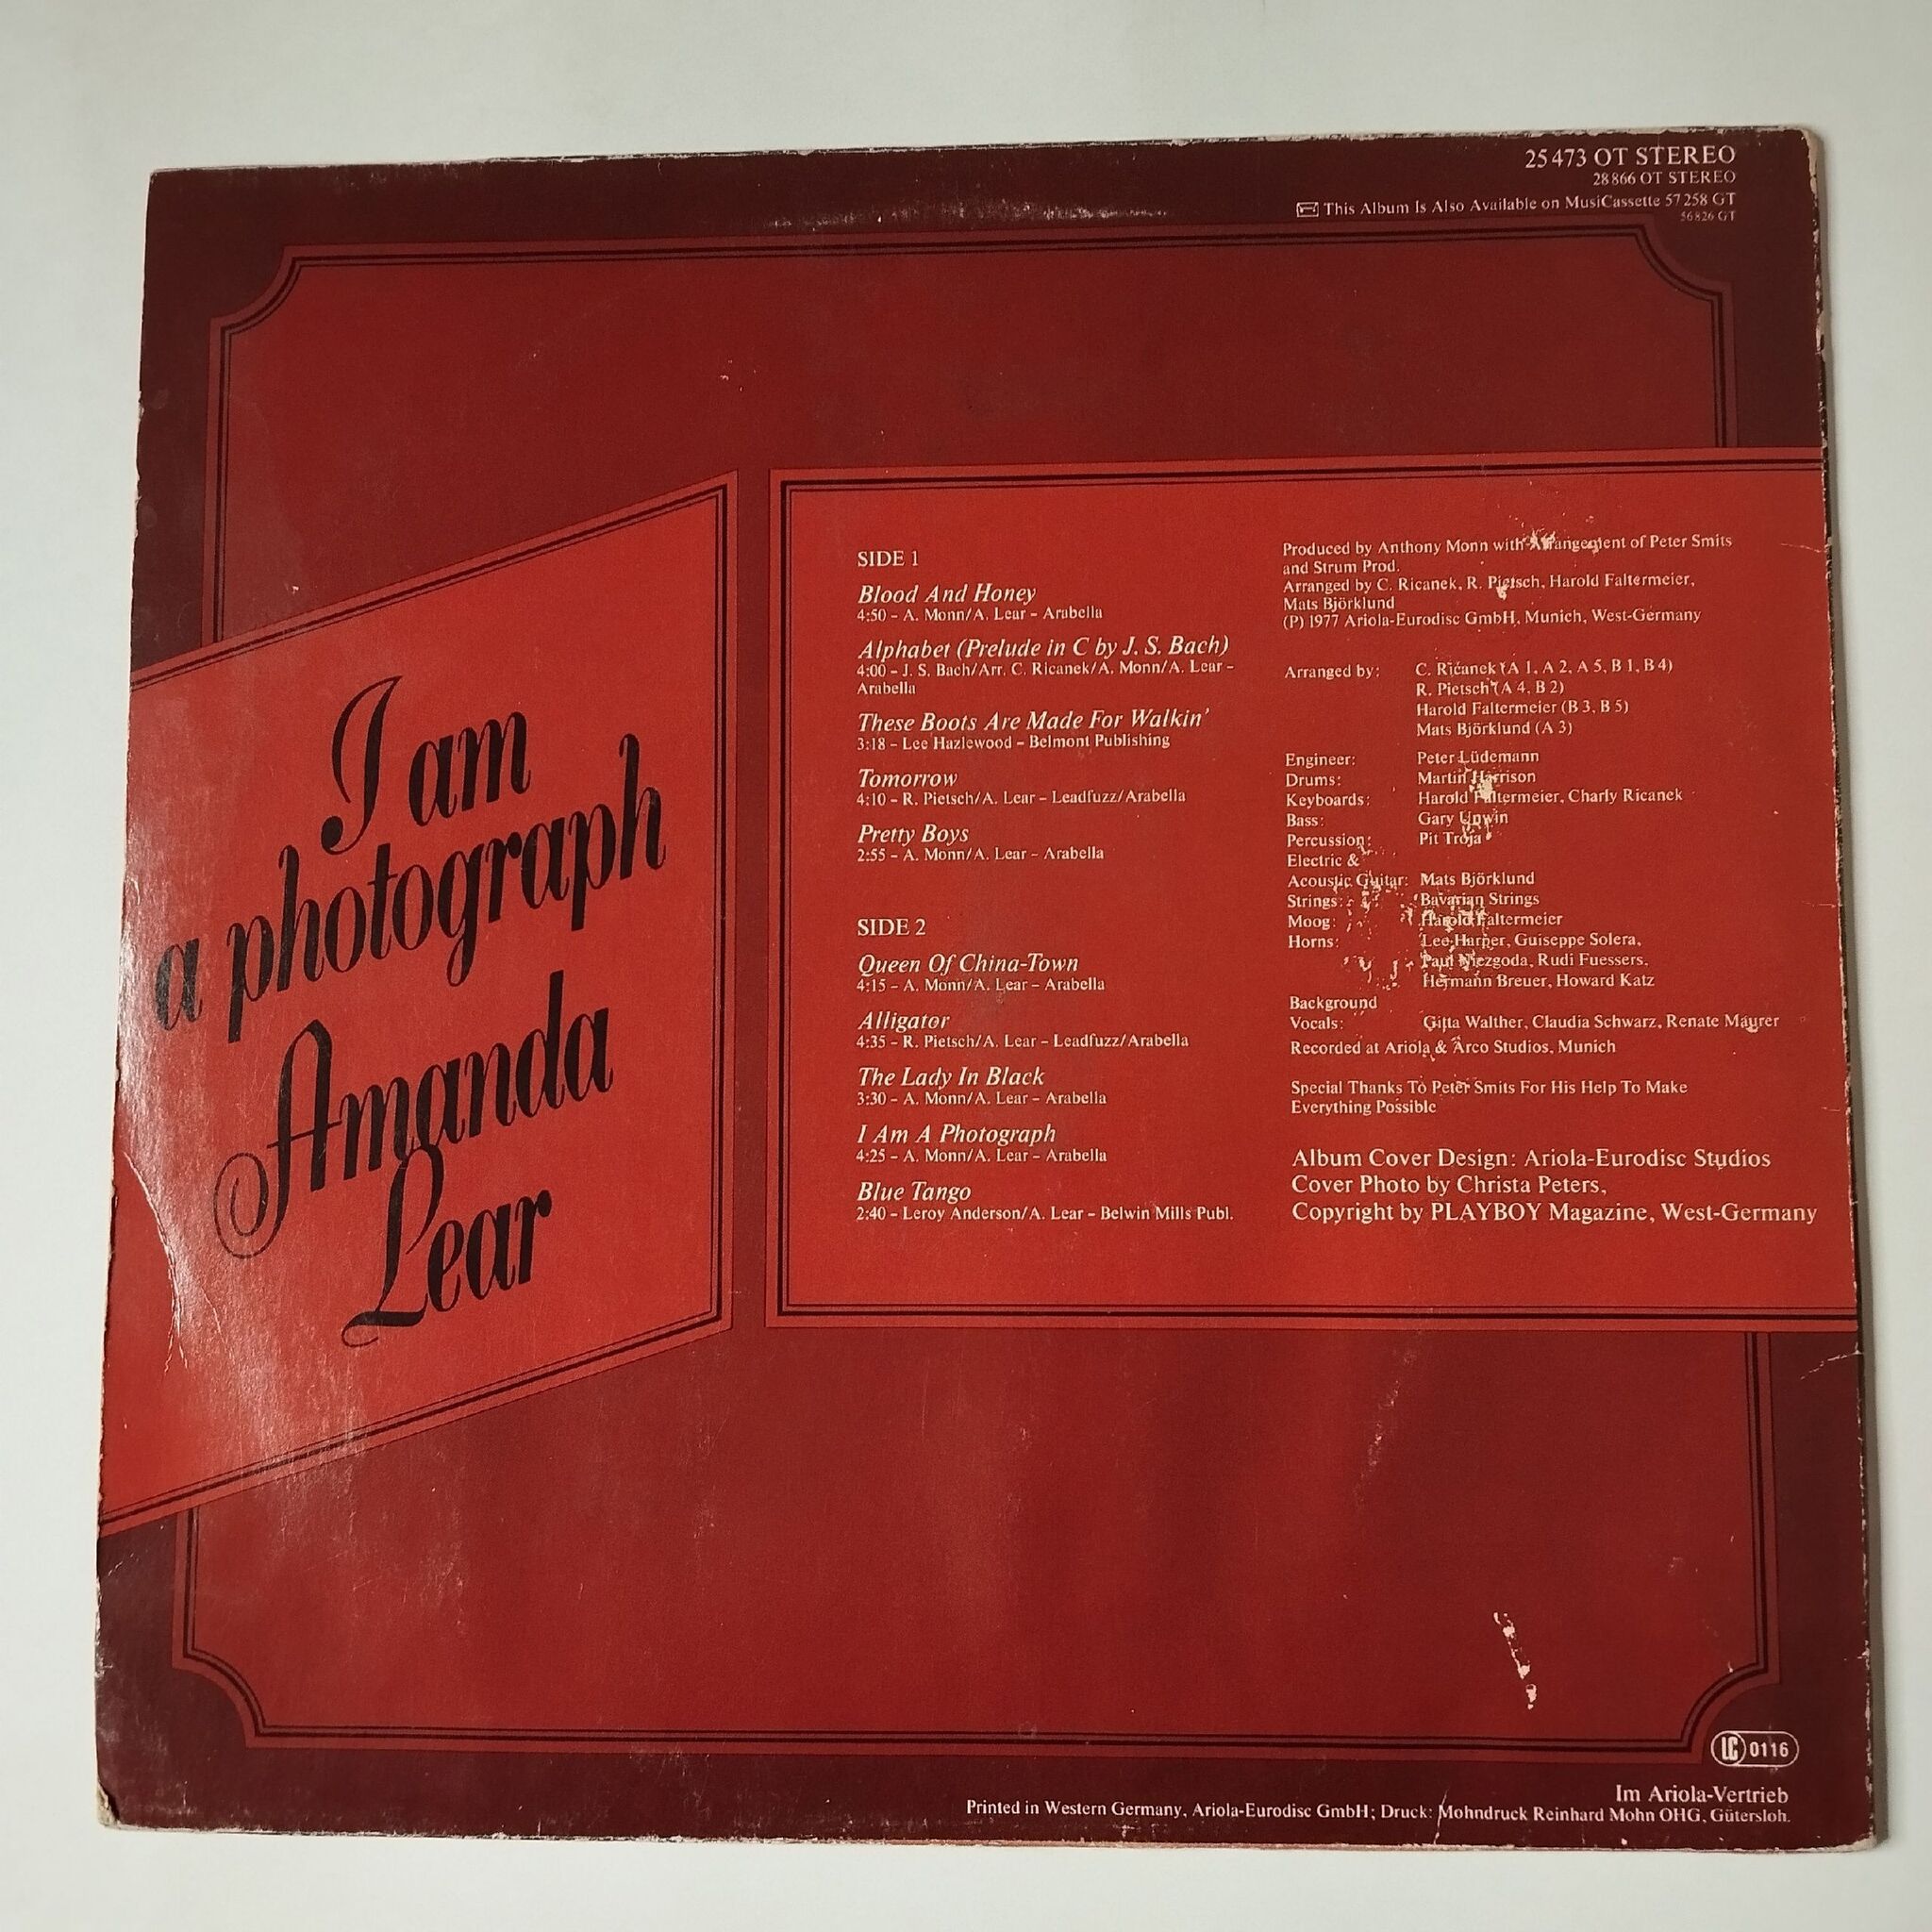 25 473 OT STEREO
28 866 OT STEREO
This Album Is Also Available on MusiCassette 57 258 GT
56 826 GT
I am
a photograph
Amanda
Lear
SIDE 1
Blood And Honey
4:50 – A. Monn/A. Lear – Arabella
Alphabet (Prelude in C by J. S. Bach)
4:00 – J. S. Bach/Arr. C. Ricanek/A. Monn/A. Lear –
Arabella
These Boots Are Made For Walkin'
3:18 – Lee Hazlewood – Belmont Publishing
Tomorrow
4:10 – R. Pietsch/A. Lear – Leadfuzz/Arabella
Pretty Boys
2:55 – A. Monn/A. Lear – Arabella
SIDE 2
Queen Of China-Town
4:15 – A. Monn/A. Lear – Arabella
Alligator
4:35 – R. Pietsch/A. Lear – Leadfuzz/Arabella
The Lady In Black
3:30 – A. Monn/A. Lear – Arabella
I Am A Photograph
4:25 – A. Monn/A. Lear – Arabella
Blue Tango
2:40 – Leroy Anderson/A. Lear – Belwin Mills Publ.
Produced by Anthony Monn with Arrangement of Peter Smits
and Strum Prod.
Arranged by C. Ricanek, R. Pietsch, Harold Faltermeier,
Mats Björklund
(P) 1977 Ariola-Eurodisc GmbH, Munich, West-Germany
Arranged by: C. Ričanek (A 1, A 2, A 5, B 1, B 4)
R. Pietsch (A 4, B 2)
Harold Faltermeier (B 3, B 5)
Mats Björklund (A 3)
Engineer: Peter Lüdemann
Drums: Martin Harrison
Keyboards: Harold Faltermeier, Charly Ricanek
Bass: Gary Unwin
Percussion: Pit Troja
Electric &
Acoustic Guitar: Mats Björklund
Strings: Bavarian Strings
Moog: Harold Faltermeier
Horns: Lee Harper, Guiseppe Solera,
Paul Niezgoda, Rudi Fuessers,
Hermann Breuer, Howard Katz
Background
Vocals: Gitta Walther, Claudia Schwarz, Renate Maurer
Recorded at Ariola & Arco Studios, Munich
Special Thanks To Peter Smits For His Help To Make
Everything Possible
Album Cover Design: Ariola-Eurodisc Studios
Cover Photo by Christa Peters,
Copyright by PLAYBOY Magazine, West-Germany
LC 0116
Im Ariola-Vertrieb
Printed in Western Germany, Ariola-Eurodisc GmbH; Druck: Mohndruck Reinhard Mohn OHG, Gütersloh.